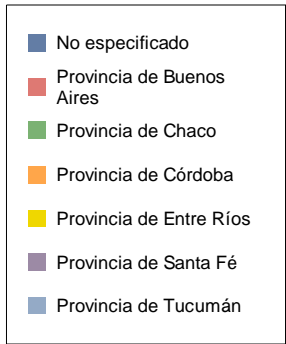 No especificado
Provincia de Buenos
Aires
Provincia de Chaco
Provincia de Córdoba
Provincia de Entre Ríos
Provincia de Santa Fé
Provincia de Tucumán